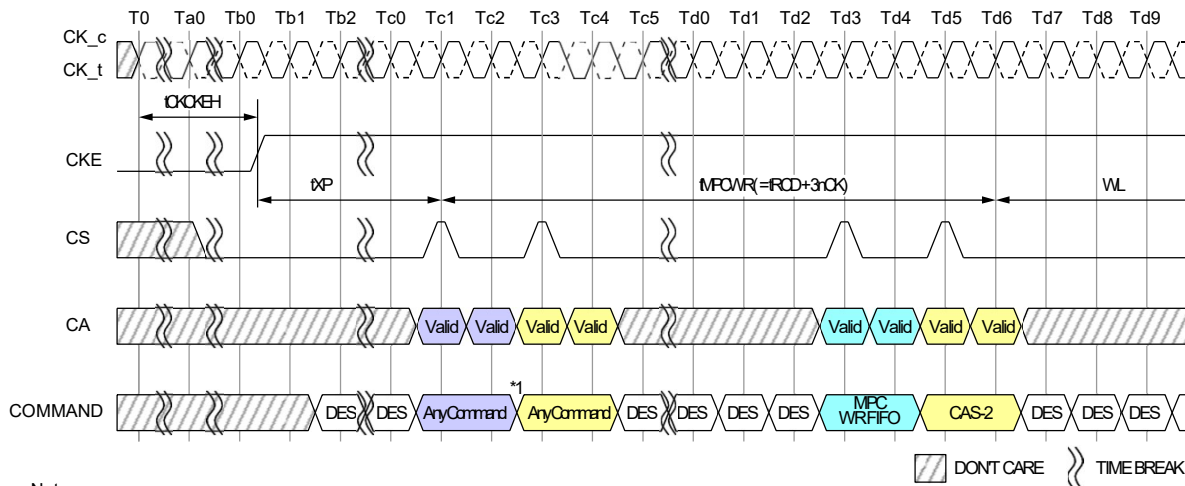 T0 Ta0 Tb0 Tb1 Tb2 Tc0 Tc1 Tc2 Tc3 Tc4 Tc5 Td0 Td1 Td2 Td3 Td4 Td5 Td6 Td7 Td8 Td9
CK_c
CK_t
tCKCKEH
CKE
tXP
tMPCWR( =tRCD+3nCK)
WL
CS
CA
Valid Valid Valid Valid Valid Valid Valid Valid
*1
COMMAND
DES DES AnyCommand AnyCommand DES DES DES DES MPC WRFIFO CAS-2 DES DES DES
DON'T CARE TIME BREAK